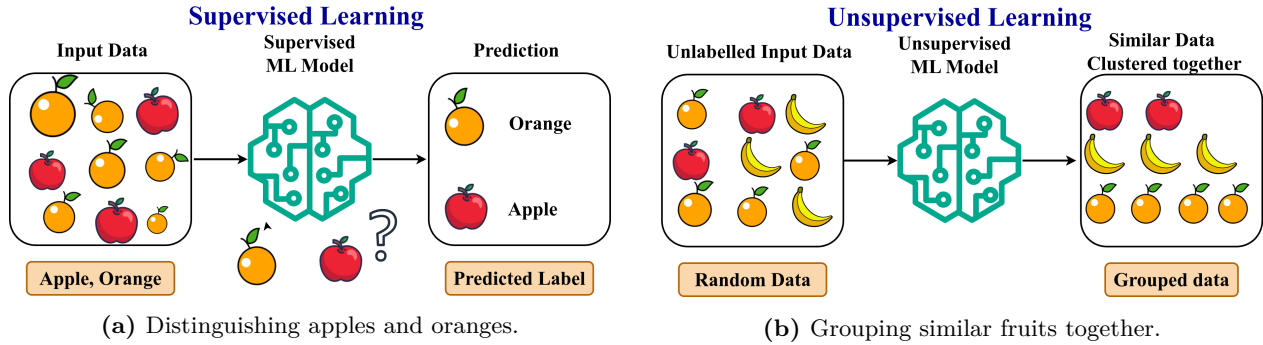 Supervised Learning
Input Data
Supervised
ML Model
Prediction
Orange
Apple
?
Apple, Orange
Predicted Label
(a) Distinguishing apples and oranges.
Unsupervised Learning
Unlabelled Input Data
Unsupervised
ML Model
Similar Data
Clustered together
Random Data
Grouped data
(b) Grouping similar fruits together.